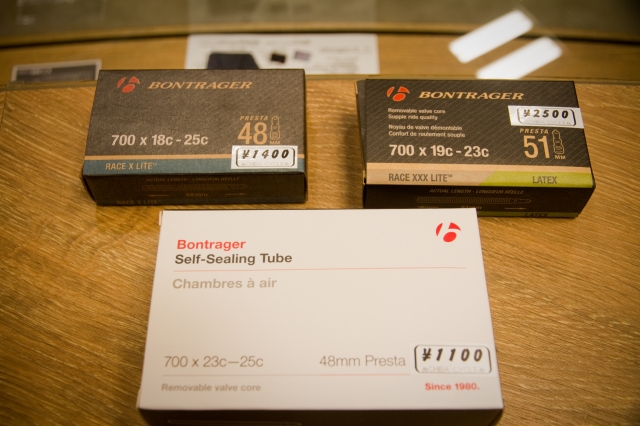 BONTRAGER
700 x 18c - 25c
PRESTA
48
MM
¥1400
RACE X LITE™
BONTRAGER
Removable valve core
Supple ride quality
Noyau de valve démontable
Confort de roulement souple
¥2500
PRESTA
700 x 19c - 23c
51
MM
RACE XXX LITE™
LATEX
Bontrager
Self-Sealing Tube
Chambres à air
700 x 23c—25c
48mm Presta
¥1100
Removable valve core
Since 1980.